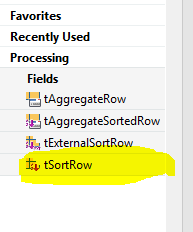 Favorites
Recently Used
Processing
Fields
tAggregateRow
tAggregateSortedRow
tExternalSortRow
tSortRow